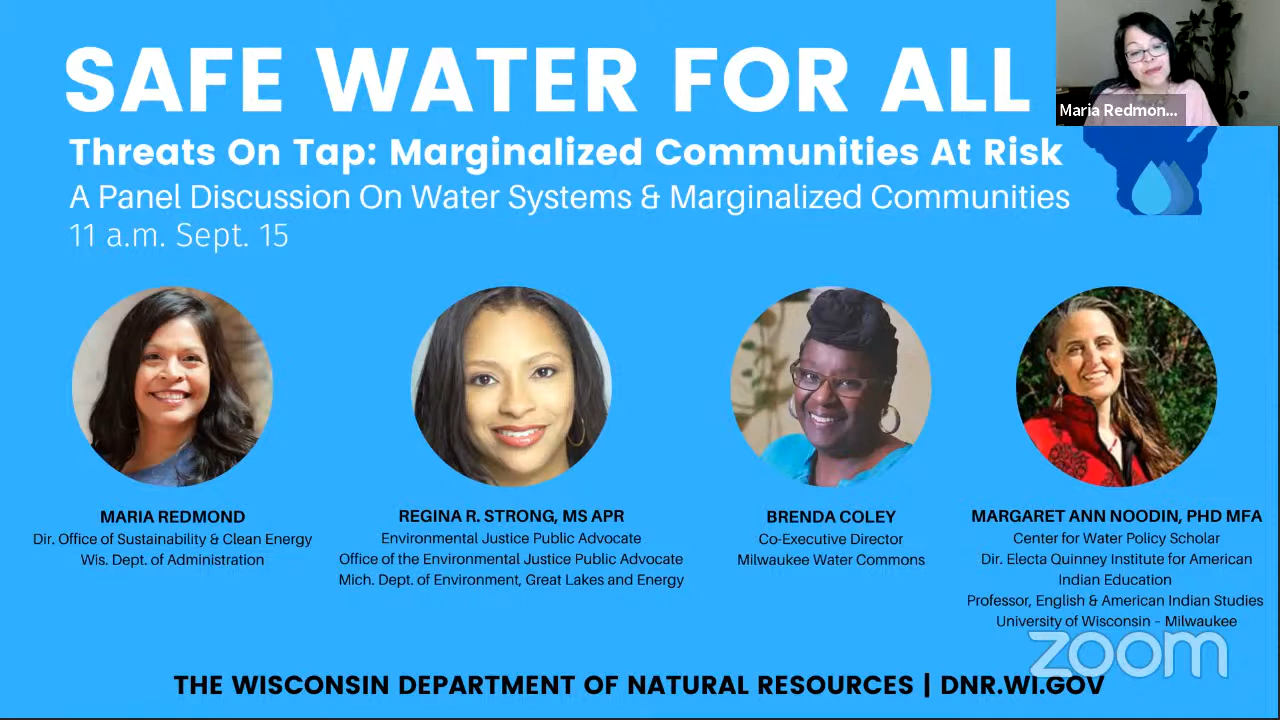 SAFE WATER FOR ALL
Maria Redmon...
Threats On Tap: Marginalized Communities At Risk
A Panel Discussion On Water Systems & Marginalized Communities
11 a.m. Sept. 15
MARIA REDMOND
Dir. Office of Sustainability & Clean Energy
Wis. Dept. of Administration
REGINA R. STRONG, MS APR
Environmental Justice Public Advocate
Office of the Environmental Justice Public Advocate
Mich. Dept. of Environment, Great Lakes and Energy
BRENDA COLEY
Co-Executive Director
Milwaukee Water Commons
MARGARET ANN NOODIN, PHD MFA
Center for Water Policy Scholar
Dir. Electa Quinney Institute for American
Indian Education
Professor, English & American Indian Studies
University of Wisconsin – Milwaukee
zoom
THE WISCONSIN DEPARTMENT OF NATURAL RESOURCES | DNR.WI.GOV